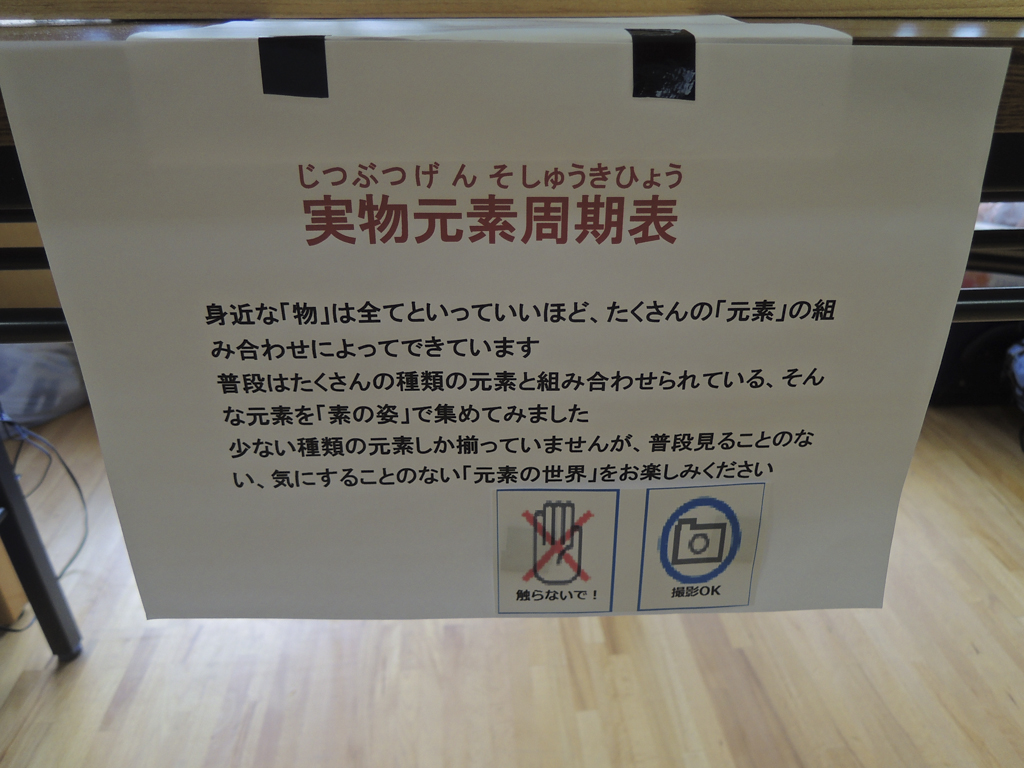 じつぶつげんそしゅうきひょう
実物元素周期表
身近な「物」は全てといっていいほど、たくさんの「元素」の組
み合わせによってできています
普段はたくさんの種類の元素と組み合わせられている、そん
な元素を「素の姿」で集めてみました
少ない種類の元素しか揃っていませんが、普段見ることのな
い、気にすることのない「元素の世界」をお楽しみください
触らないで！
撮影OK